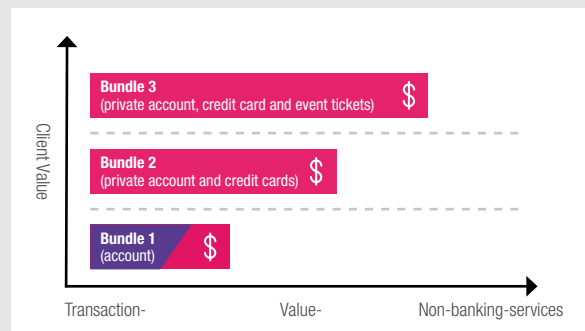 Client Value
Bundle 3
(private account, credit card and event tickets)
$
Bundle 2
(private account and credit cards)
$
Bundle 1
(account)
$
Transaction-
Value-
Non-banking-services